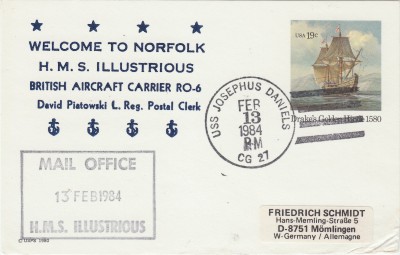 WELCOME TO NORFOLK
H. M. S. ILLUSTRIOUS
BRITISH AIRCRAFT CARRIER RO-6
David Piatowski L. Reg. Postal Clerk
USA 19c
Drake's Golden Hinde 1580
USS JOSEPHUS DANIELS
FEB
13
1984
PM
CG 27
MAIL OFFICE
13 FEB 1984
H.M.S. ILLUSTRIOUS
FRIEDRICH SCHMIDT
Hans-Memling-Straße 5
D-8751 Mömlingen
W-Germany / Allemagne
© USPS 1980